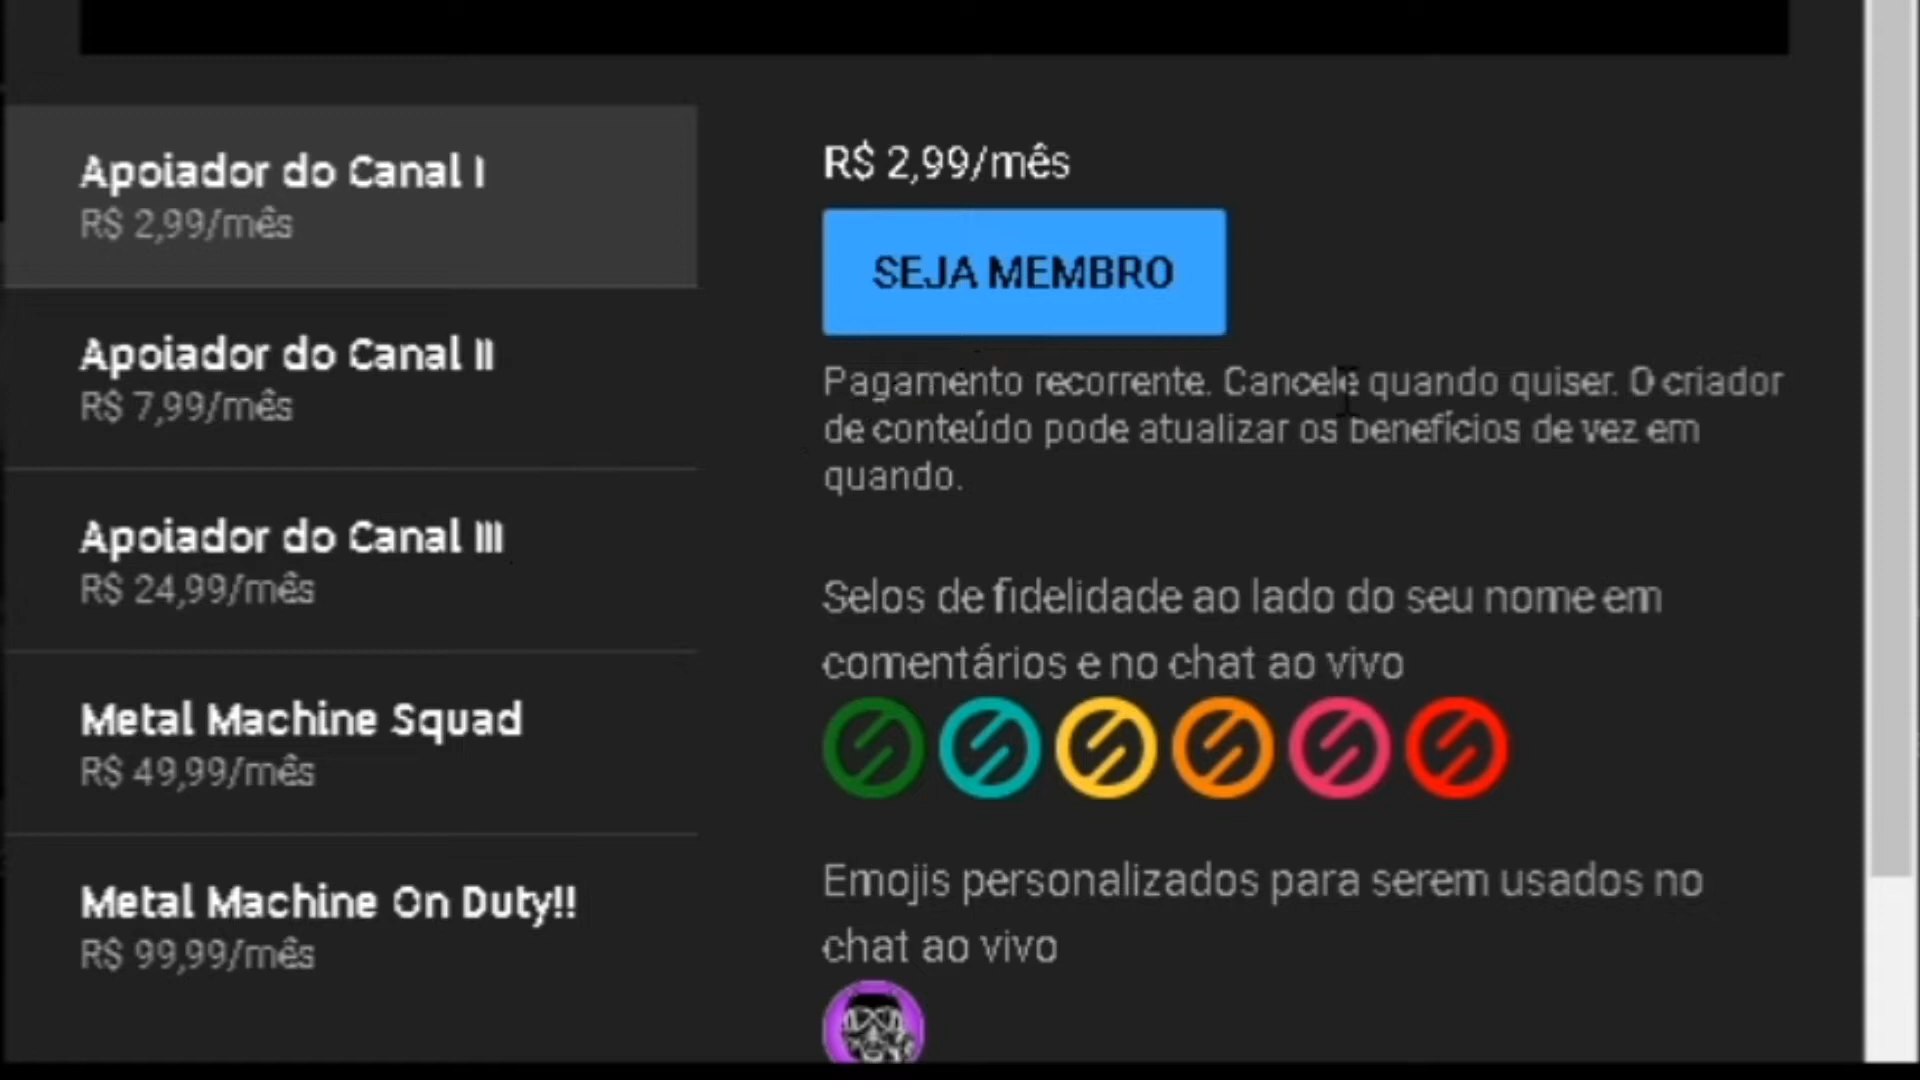 Apoiador do Canal I
R$ 2,99/mês
Apoiador do Canal II
R$ 7,99/mês
Apoiador do Canal III
R$ 24,99/mês
Metal Machine Squad
R$ 49,99/mês
Metal Machine On Duty!!
R$ 99,99/mês
R$ 2,99/mês
SEJA MEMBRO
Pagamento recorrente. Cancele quando quiser. O criador
de conteúdo pode atualizar os benefícios de vez em
quando.
Selos de fidelidade ao lado do seu nome em
comentários e no chat ao vivo
Emojis personalizados para serem usados no
chat ao vivo